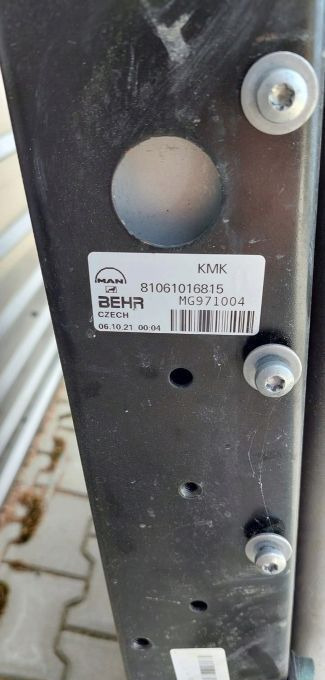 KMK
MAN
81061016815
BEHR
MG971004
CZECH
06.10.21 00:04